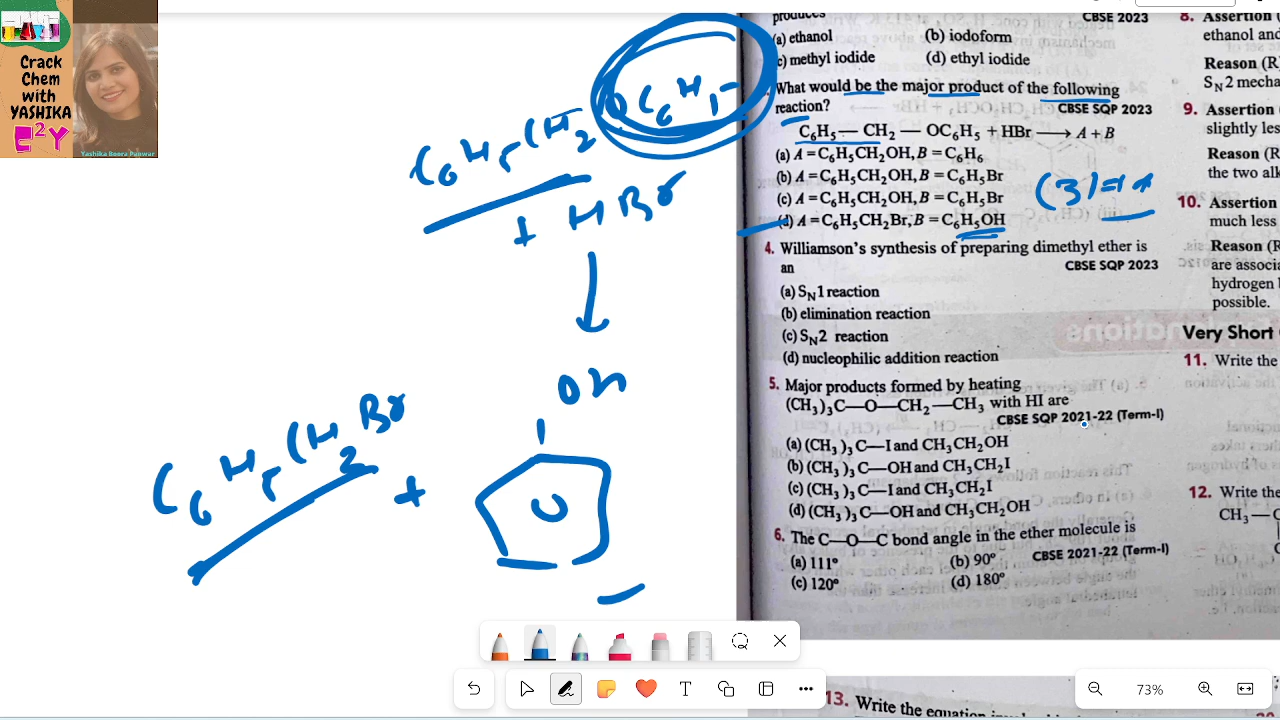 Crack
Chem
with
YASHIKA
E2Y
Yashika Boora Punwar
C6H5CH2OC6H5
+ HBr
OH
C6H5CH2Br +
(3) =
produces
CBSE 2023
(a) ethanol (b) iodoform
c) methyl iodide (d) ethyl iodide
What would be the major product of the following
reaction? CBSE SQP 2023
C6H5— CH2 — OC6H5 + HBr ⟶ A + B
(a) A = C6H5CH2OH, B = C6H6
(b) A = C6H5CH2OH, B = C6H5Br
(c) A = C6H5CH2OH, B = C6H5Br
(d) A = C6H5CH2Br, B = C6H5OH
4. Williamson's synthesis of preparing dimethyl ether is
an CBSE SQP 2023
(a) SN1 reaction
(b) elimination reaction
(c) SN2 reaction
(d) nucleophilic addition reaction
5. Major products formed by heating
(CH3)3C—O—CH2—CH3 with HI are
CBSE SQP 2021-22 (Term-I)
(a) (CH3)3C—I and CH3CH2OH
(b) (CH3)3C—OH and CH3CH2I
(c) (CH3)3C—I and CH3CH2I
(d) (CH3)3C—OH and CH3CH2OH
6. The C—O—C bond angle in the ether molecule is
CBSE 2021-22 (Term-I)
(a) 111° (b) 90°
(c) 120° (d) 180°
8. Assertion
ethanol and
Reason (R
SN2 mecha
9. Assertion
slightly les
Reason (R
the two alk
10. Assertion
much less
Reason (R
are associa
hydrogen
possible.
Very Short
11. Write the
12. Write the
CH3—C
13. Write the equation
73%